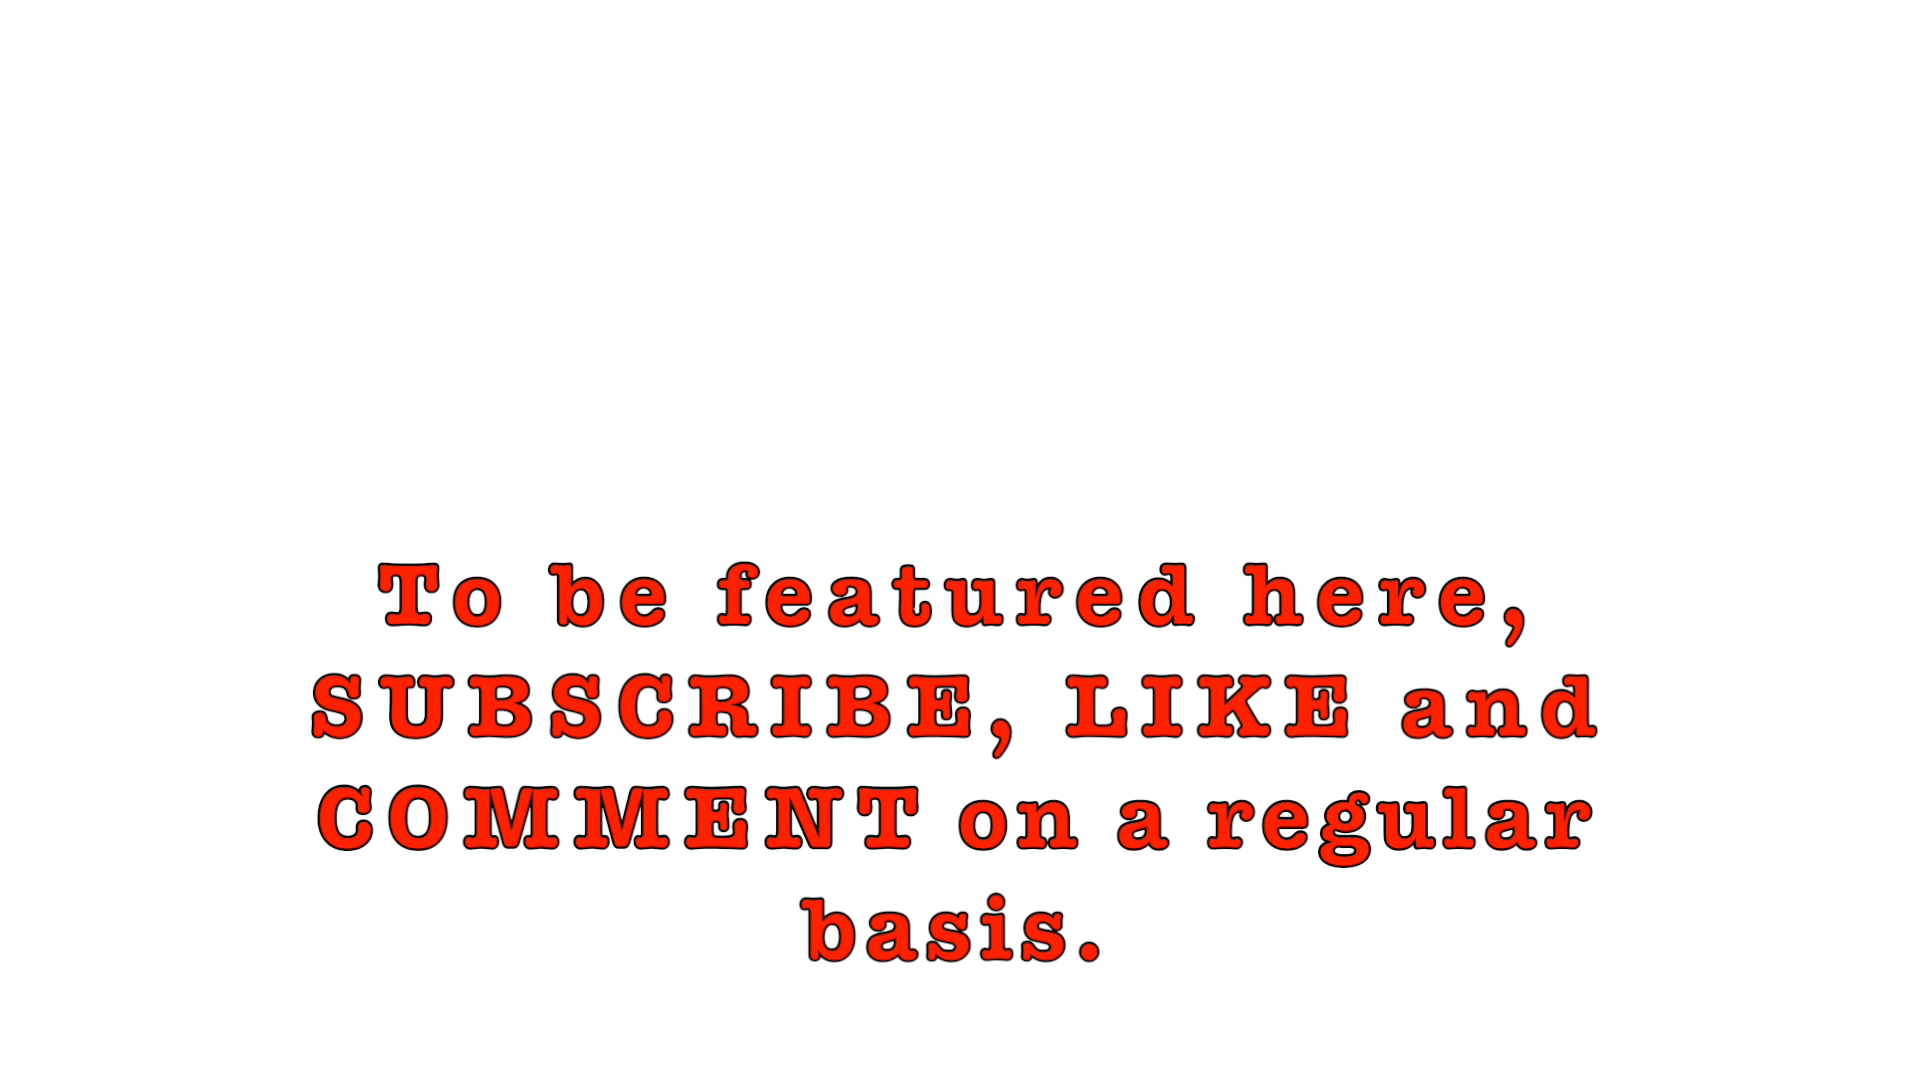 To be featured here,
SUBSCRIBE, LIKE and
COMMENT on a regular
basis.